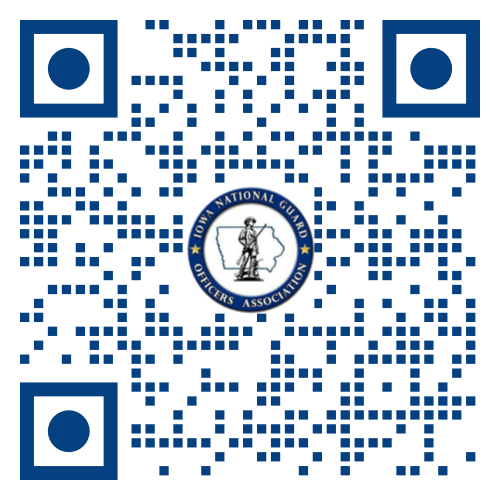 IOWA NATIONAL GUARD
OFFICERS ASSOCIATION